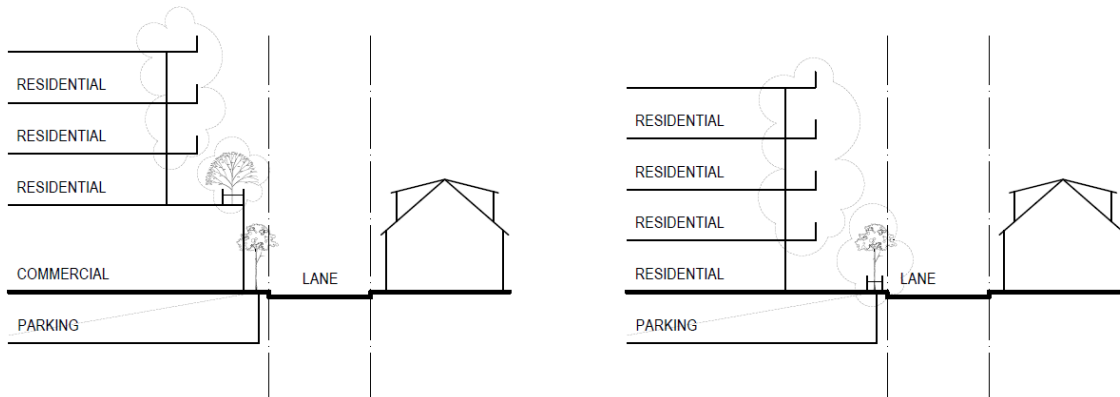 RESIDENTIAL
RESIDENTIAL
RESIDENTIAL
COMMERCIAL
LANE
PARKING
RESIDENTIAL
RESIDENTIAL
RESIDENTIAL
RESIDENTIAL
LANE
PARKING